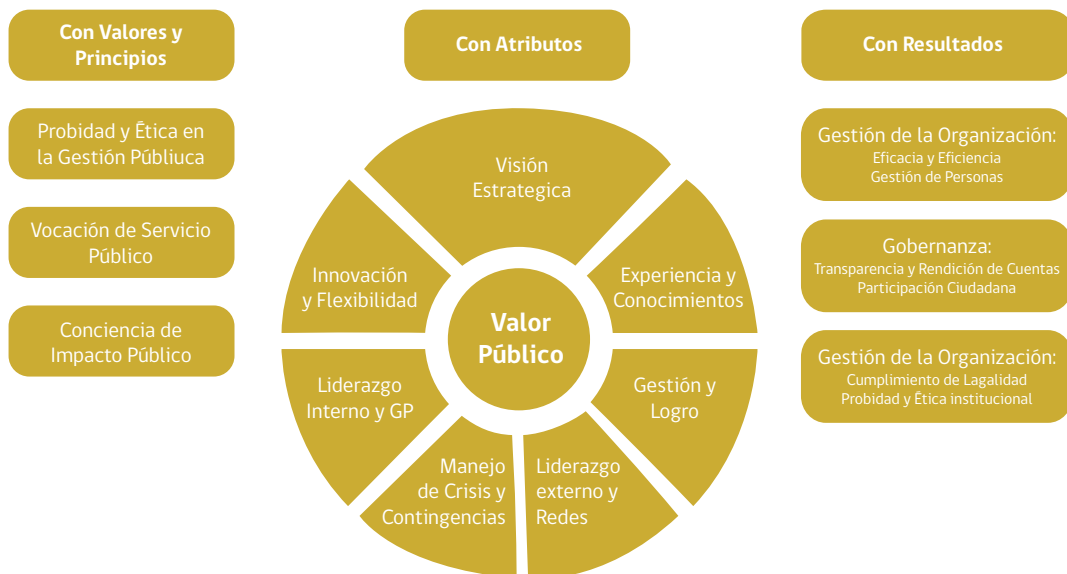 Con Valores y
Principios
Probidad y Ētica en
la Gestión Públiuca
Vocación de Servicio
Público
Conciencia de
Impacto Público
Con Atributos
Visión
Estrategica
Experiencia y
Conocimientos
Gestión y
Logro
Liderazgo
externo y
Redes
Manejo
de Crisis y
Contingencias
Liderazgo
Interno y GP
Innovación
y Flexibilidad
Valor
Público
Con Resultados
Gestión de la Organización:
Eficacia y Eficiencia
Gestión de Personas
Gobernanza:
Transparencia y Rendición de Cuentas
Participación Ciudadana
Gestión de la Organización:
Cumplimiento de Lagalidad
Probidad y Ētica institucional